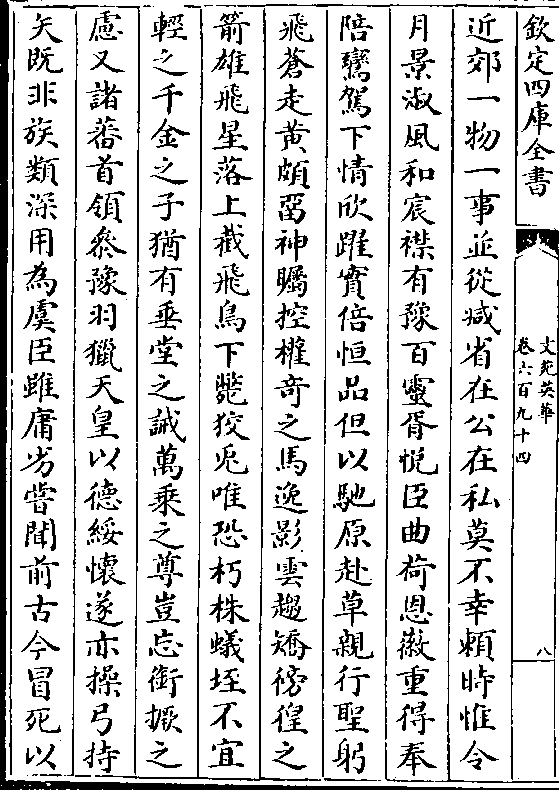 欽定四庫全書
文苑英華
卷六百九十四
八
近郊一物一事並從減省在公在私莫不幸賴時惟令
月景淑風和宸襟有豫百靈胥悦臣曲荷恩徽重得奉
陪鸞駕下情欣躍實倍恒品但以馳原赴草親行聖躬
飛蒼走黄頗留神矚控權奇之馬逸影雲趨矯徬徨之
箭雄飛星落上截飛鳥下斃狡兎唯恐朽株蟻垤不宜
輕之千金之子猶有垂堂之誡萬乗之尊豈忘銜橛之
慮又諸蕃首領叅豫羽獵天皇以德綏懷遂亦操弓持
矢既非族類深用為虞臣雖庸劣嘗聞前古今冒死以